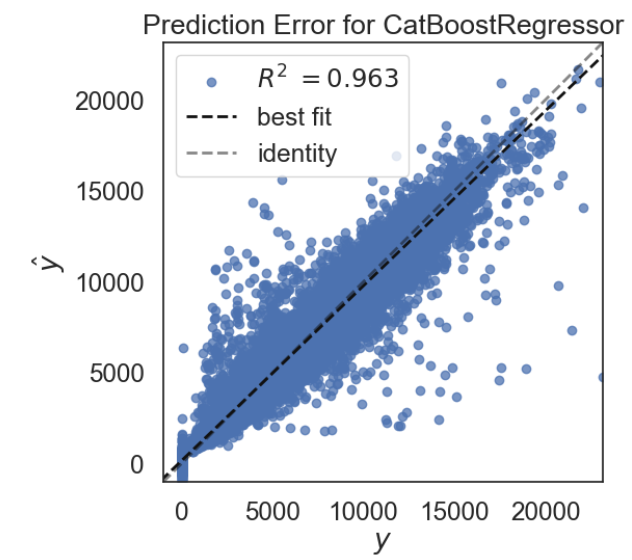 Prediction Error for CatBoostRegressor
R² = 0.963
best fit
identity
20000
15000
10000
5000
0
ŷ
0 5000 10000 15000 20000
y